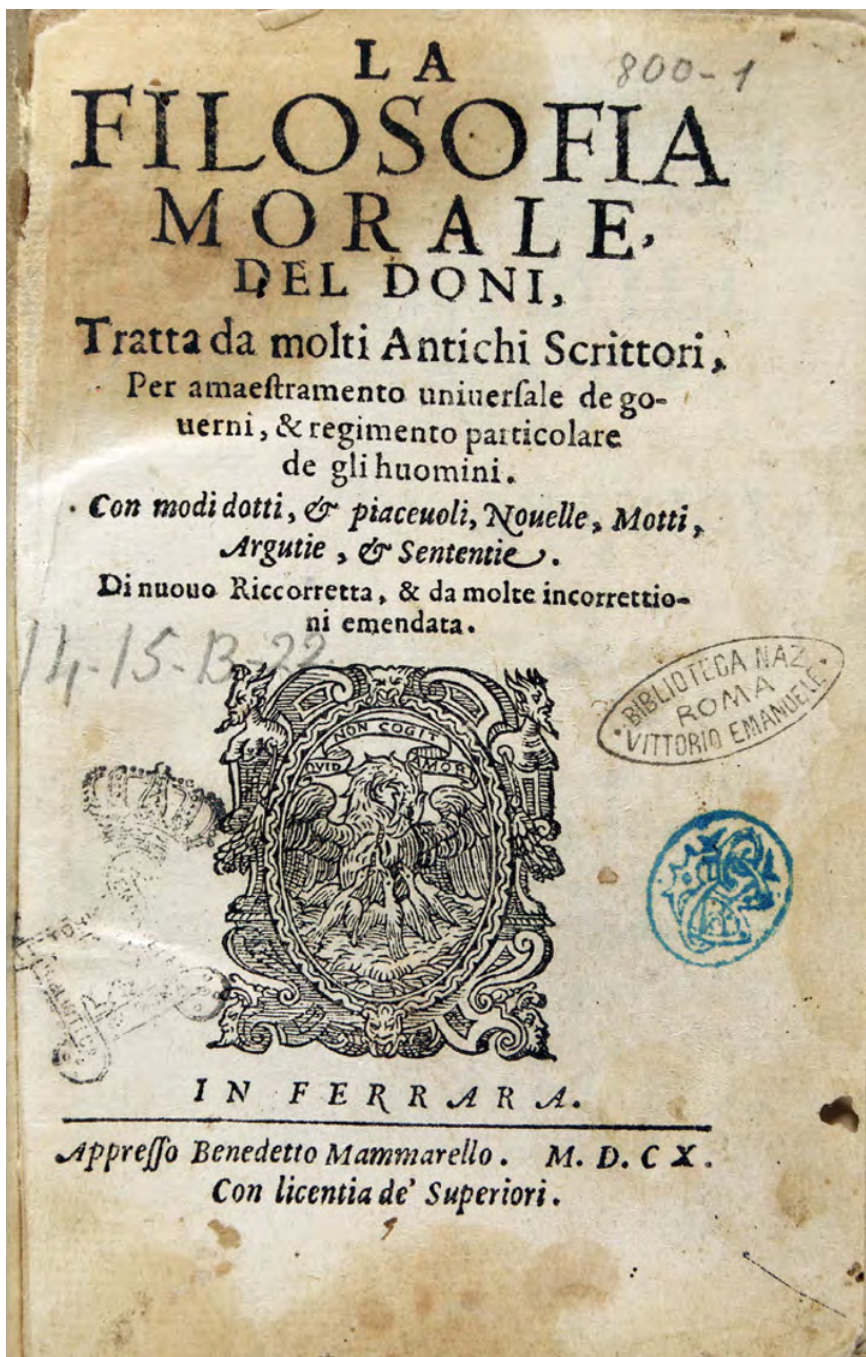 LA
800-1
FILOSOFIA
MORALE,
DEL DONI,
Tratta da molti Antichi Scrittori,
Per amaeſtramento uniuerſale de go-
uerni, & regimento particolare
de gli huomini.
Con modi dotti, & piaceuoli, Nouelle, Motti,
Argutie, & Sententie.
Di nuouo Riccorretta, & da molte incorrettio-
ni emendata.
14-15-B-22
NON COGIT
QVID AMOR
BIBLIOTECA NAZ.
ROMA
VITTORIO EMANUELE
IN FERRARA.
Appreſſo Benedetto Mammarello. M. D. C X.
Con licentia de' Superiori.